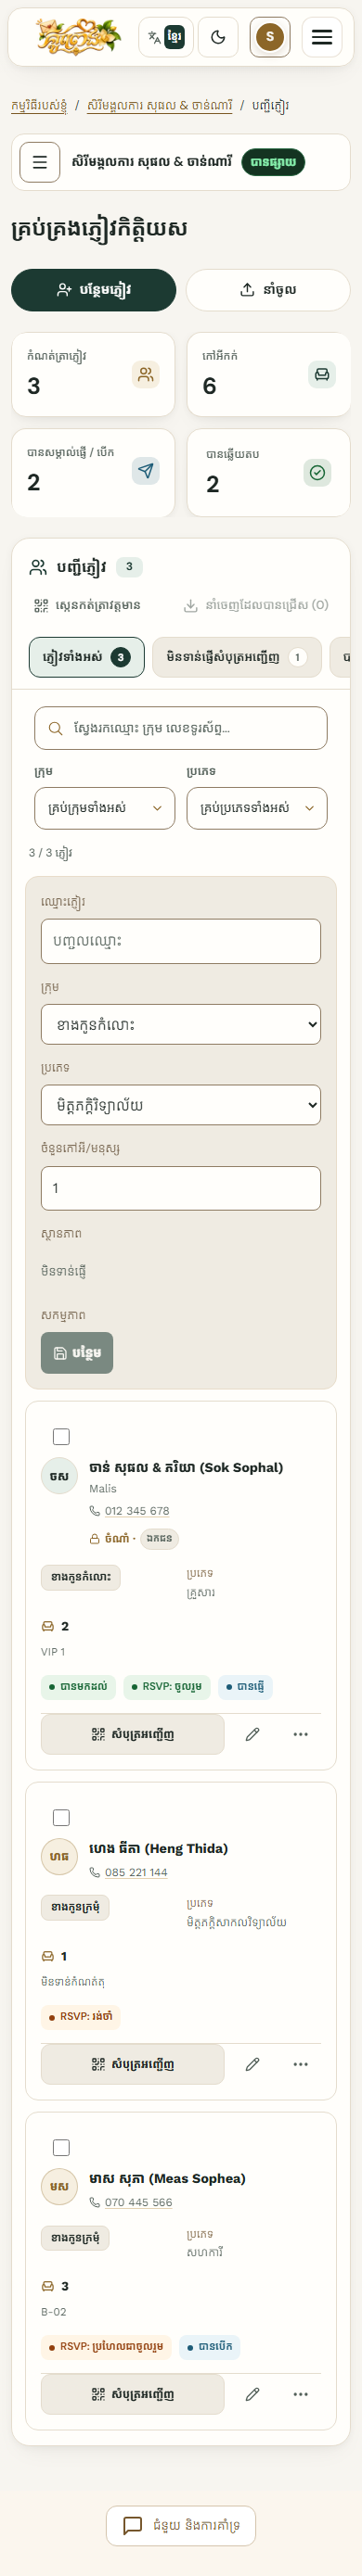 ខ្មែរ
S
កម្មវិធីរបស់ខ្ញុំ / សិរីមង្គលការ សុផល & ចាន់ណារី / បញ្ជីភ្ញៀវ
សិរីមង្គលការ សុផល & ចាន់ណារី បានផ្សាយ
គ្រប់គ្រងភ្ញៀវកិត្តិយស
បន្ថែមភ្ញៀវ
នាំចូល
កំណត់ត្រាភ្ញៀវ
3
កៅអីកក់
6
បានសម្គាល់ផ្ញើ / បើក
2
បានឆ្លើយតប
2
បញ្ជីភ្ញៀវ 3
ស្កេនកត់ត្រាវត្តមាន
នាំចេញដែលបានជ្រើស (0)
ភ្ញៀវទាំងអស់ 3
មិនទាន់ផ្ញើសំបុត្រអញ្ជើញ 1
ស្វែងរកឈ្មោះ ក្រុម លេខទូរស័ព្ទ...
ក្រុម
ប្រភេទ
គ្រប់ក្រុមទាំងអស់
គ្រប់ប្រភេទទាំងអស់
3 / 3 ភ្ញៀវ
ឈ្មោះភ្ញៀវ
បញ្ចូលឈ្មោះ
ក្រុម
ខាងកូនកំលោះ
ប្រភេទ
មិត្តភក្តិវិទ្យាល័យ
ចំនួនកៅអី/មនុស្ស
1
ស្ថានភាព
មិនទាន់ផ្ញើ
សកម្មភាព
បន្ថែម
ចស
ចាន់ សុផល & ភរិយា (Sok Sophal)
Malis
012 345 678
ចំណាំ · ឯកជន
ខាងកូនកំលោះ
ប្រភេទ
គ្រួសារ
2
VIP 1
បានមកដល់
RSVP: ចូលរួម
បានផ្ញើ
សំបុត្រអញ្ជើញ
ហធ
ហេង ធីតា (Heng Thida)
085 221 144
ខាងកូនក្រមុំ
ប្រភេទ
មិត្តភក្តិសាកលវិទ្យាល័យ
1
មិនទាន់កំណត់តុ
RSVP: រង់ចាំ
សំបុត្រអញ្ជើញ
មស
មាស សុភា (Meas Sophea)
070 445 566
ខាងកូនក្រមុំ
ប្រភេទ
សហការី
3
B-02
RSVP: ប្រហែលជាចូលរួម
បានបើក
សំបុត្រអញ្ជើញ
ជំនួយ និងការគាំទ្រ